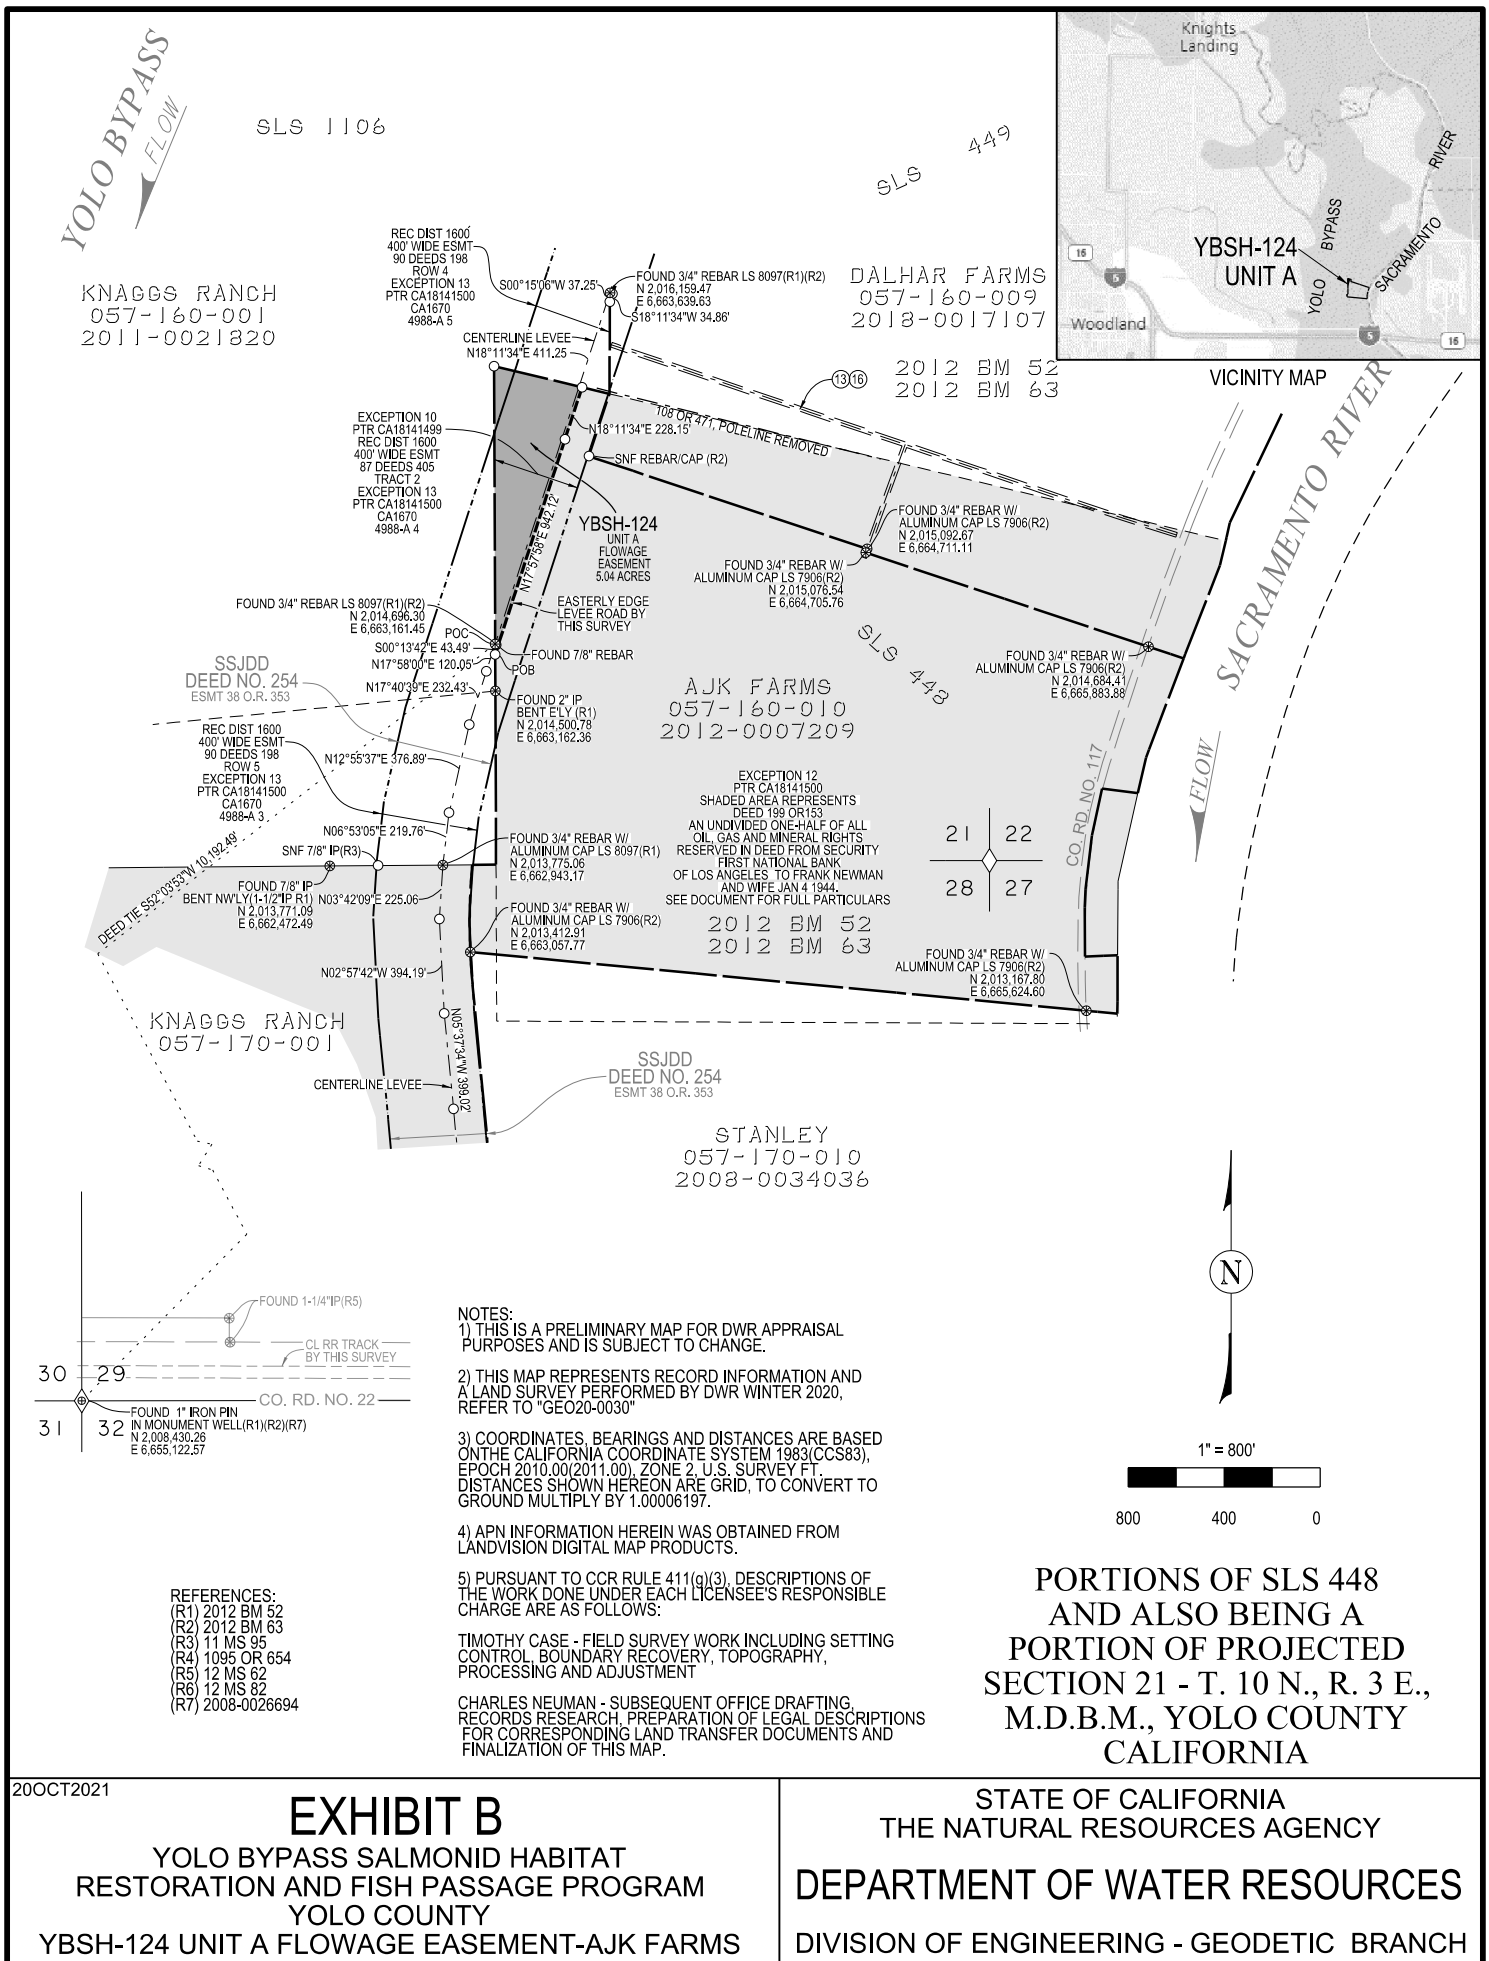 YOLO BYPASS
FLOW
SLS 1106
SLS 449
KNAGGS RANCH
057-160-001
2011-0021820
REC DIST 1600
400' WIDE ESMT
90 DEEDS 198
ROW 4
EXCEPTION 13
PTR CA18141500
CA1670
4988-A 5
S00°15'06"W 37.25'
FOUND 3/4" REBAR LS 8097(R1)(R2)
N 2,016,159.47
E 6,663,639.63
S18°11'34"W 34.86'
CENTERLINE LEVEE
N18°11'34"E 411.25
DALHAR FARMS
057-160-009
2018-0017107
2012 BM 52
2012 BM 63
13 16
Knights
Landing
YBSH-124
UNIT A
YOLO
BYPASS
SACRAMENTO
RIVER
16
5
Woodland
5
16
VICINITY MAP
108 OR 471, POLELINE REMOVED
EXCEPTION 10
PTR CA18141499
REC DIST 1600
400' WIDE ESMT
87 DEEDS 405
TRACT 2
EXCEPTION 13
PTR CA18141500
CA1670
4988-A 4
N18°11'34"E 228.15'
SNF REBAR/CAP (R2)
YBSH-124
UNIT A
FLOWAGE
EASEMENT
5.04 ACRES
N17°57'58"E 942.12'
EASTERLY EDGE
LEVEE ROAD BY
THIS SURVEY
FOUND 3/4" REBAR W/
ALUMINUM CAP LS 7906(R2)
N 2,015,092.67
E 6,664,711.11
FOUND 3/4" REBAR W/
ALUMINUM CAP LS 7906(R2)
N 2,015,076.54
E 6,664,705.76
FOUND 3/4" REBAR LS 8097(R1)(R2)
N 2,014,696.30
E 6,663,161.45
POC
S00°13'42"E 43.49'
N17°58'00"E 120.05'
FOUND 7/8" REBAR
POB
N17°40'39"E 232.43'
FOUND 2" IP
BENT E'LY (R1)
N 2,014,500.78
E 6,663,162.36
SLS 448
FOUND 3/4" REBAR W/
ALUMINUM CAP LS 7906(R2)
N 2,014,684.41
E 6,665,883.88
SACRAMENTO RIVER
FLOW
CO. RD. NO. 117
SSJDD
DEED NO. 254
ESMT 38 O.R. 353
AJK FARMS
057-160-010
2012-0007209
REC DIST 1600
400' WIDE ESMT
90 DEEDS 198
ROW 5
EXCEPTION 13
PTR CA18141500
CA1670
4988-A 3
N12°55'37"E 376.89'
N06°53'05"E 219.76'
SNF 7/8" IP(R3)
EXCEPTION 12
PTR CA18141500
SHADED AREA REPRESENTS
DEED 199 OR153
AN UNDIVIDED ONE-HALF OF ALL
OIL, GAS AND MINERAL RIGHTS
RESERVED IN DEED FROM SECURITY
FIRST NATIONAL BANK
OF LOS ANGELES, TO FRANK NEWMAN
AND WIFE JAN 4 1944.
SEE DOCUMENT FOR FULL PARTICULARS
2012 BM 52
2012 BM 63
21 22
28 27
FOUND 3/4" REBAR W/
ALUMINUM CAP LS 8097(R1)
N 2,013,775.06
E 6,662,943.17
DEED TIE S52°03'53"W 10,192.49'
FOUND 7/8" IP
BENT NW'LY(1-1/2"IP R1)
N 2,013,771.09
E 6,662,472.49
N03°42'09"E 225.06'
FOUND 3/4" REBAR W/
ALUMINUM CAP LS 7906(R2)
N 2,013,412.91
E 6,663,057.77
FOUND 3/4" REBAR W/
ALUMINUM CAP LS 7906(R2)
N 2,013,167.80
E 6,665,624.60
N02°57'42"W 394.19'
KNAGGS RANCH
057-170-001
N05°37'34"W 399.02'
CENTERLINE LEVEE
SSJDD
DEED NO. 254
ESMT 38 O.R. 353
STANLEY
057-170-010
2008-0034036
N
FOUND 1-1/4"IP(R5)
CL RR TRACK
BY THIS SURVEY
30 29
CO. RD. NO. 22
31 32
FOUND 1" IRON PIN
IN MONUMENT WELL(R1)(R2)(R7)
N 2,008,430.26
E 6,655,122.57
NOTES:
1) THIS IS A PRELIMINARY MAP FOR DWR APPRAISAL
PURPOSES AND IS SUBJECT TO CHANGE.
2) THIS MAP REPRESENTS RECORD INFORMATION AND
A LAND SURVEY PERFORMED BY DWR WINTER 2020,
REFER TO "GEO20-0030"
3) COORDINATES, BEARINGS AND DISTANCES ARE BASED
ONTHE CALIFORNIA COORDINATE SYSTEM 1983(CCS83),
EPOCH 2010.00(2011.00), ZONE 2, U.S. SURVEY FT.
DISTANCES SHOWN HEREON ARE GRID, TO CONVERT TO
GROUND MULTIPLY BY 1.00006197.
4) APN INFORMATION HEREIN WAS OBTAINED FROM
LANDVISION DIGITAL MAP PRODUCTS.
5) PURSUANT TO CCR RULE 411(g)(3), DESCRIPTIONS OF
THE WORK DONE UNDER EACH LICENSEE'S RESPONSIBLE
CHARGE ARE AS FOLLOWS:
TIMOTHY CASE - FIELD SURVEY WORK INCLUDING SETTING
CONTROL, BOUNDARY RECOVERY, TOPOGRAPHY,
PROCESSING AND ADJUSTMENT
CHARLES NEUMAN - SUBSEQUENT OFFICE DRAFTING,
RECORDS RESEARCH, PREPARATION OF LEGAL DESCRIPTIONS
FOR CORRESPONDING LAND TRANSFER DOCUMENTS AND
FINALIZATION OF THIS MAP.
REFERENCES:
(R1) 2012 BM 52
(R2) 2012 BM 63
(R3) 11 MS 95
(R4) 1095 OR 654
(R5) 12 MS 62
(R6) 12 MS 82
(R7) 2008-0026694
1" = 800'
800 400 0
PORTIONS OF SLS 448
AND ALSO BEING A
PORTION OF PROJECTED
SECTION 21 - T. 10 N., R. 3 E.,
M.D.B.M., YOLO COUNTY
CALIFORNIA
20OCT2021
EXHIBIT B
YOLO BYPASS SALMONID HABITAT
RESTORATION AND FISH PASSAGE PROGRAM
YOLO COUNTY
YBSH-124 UNIT A FLOWAGE EASEMENT-AJK FARMS
STATE OF CALIFORNIA
THE NATURAL RESOURCES AGENCY
DEPARTMENT OF WATER RESOURCES
DIVISION OF ENGINEERING - GEODETIC BRANCH